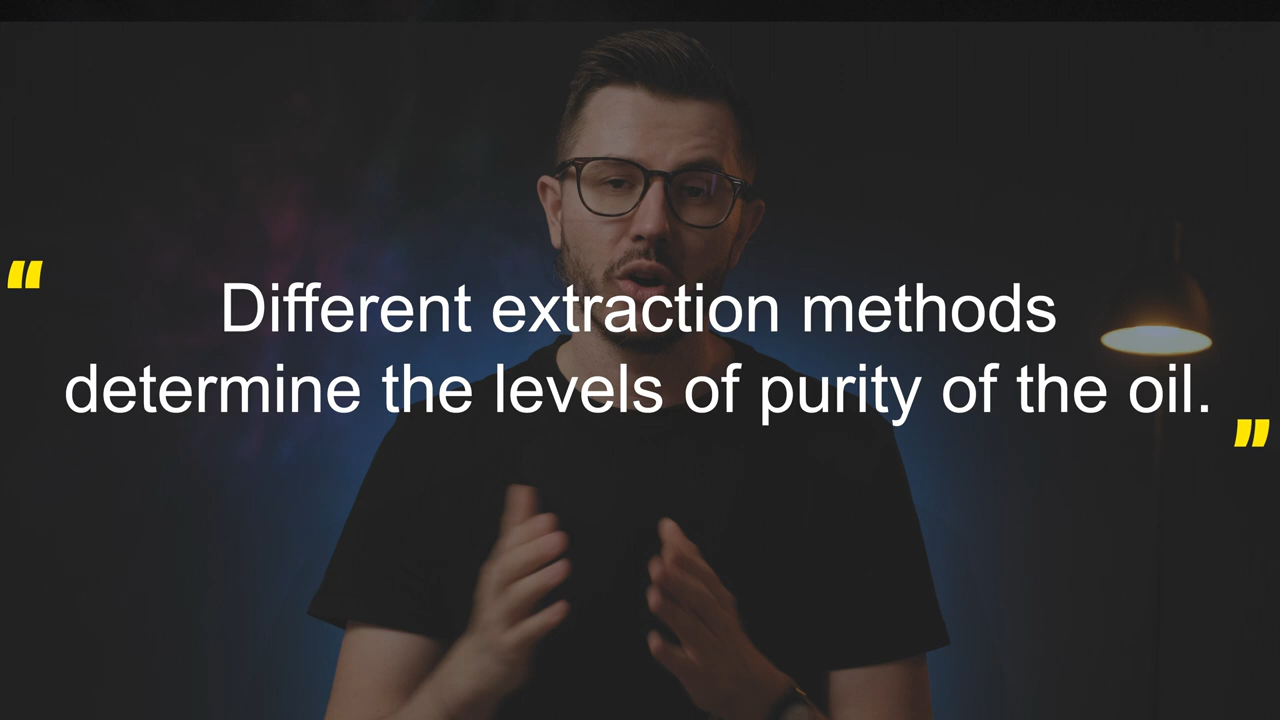 “Different extraction methods
determine the levels of purity of the oil.”